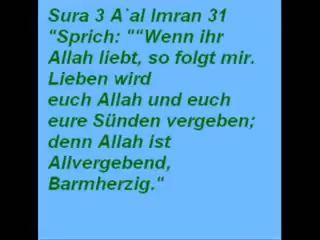 Sura 3 A`al Imran 31
"Sprich: ""Wenn ihr
Allah liebt, so folgt mir.
Lieben wird
euch Allah und euch
eure Sünden vergeben;
denn Allah ist
Allvergebend,
Barmherzig."